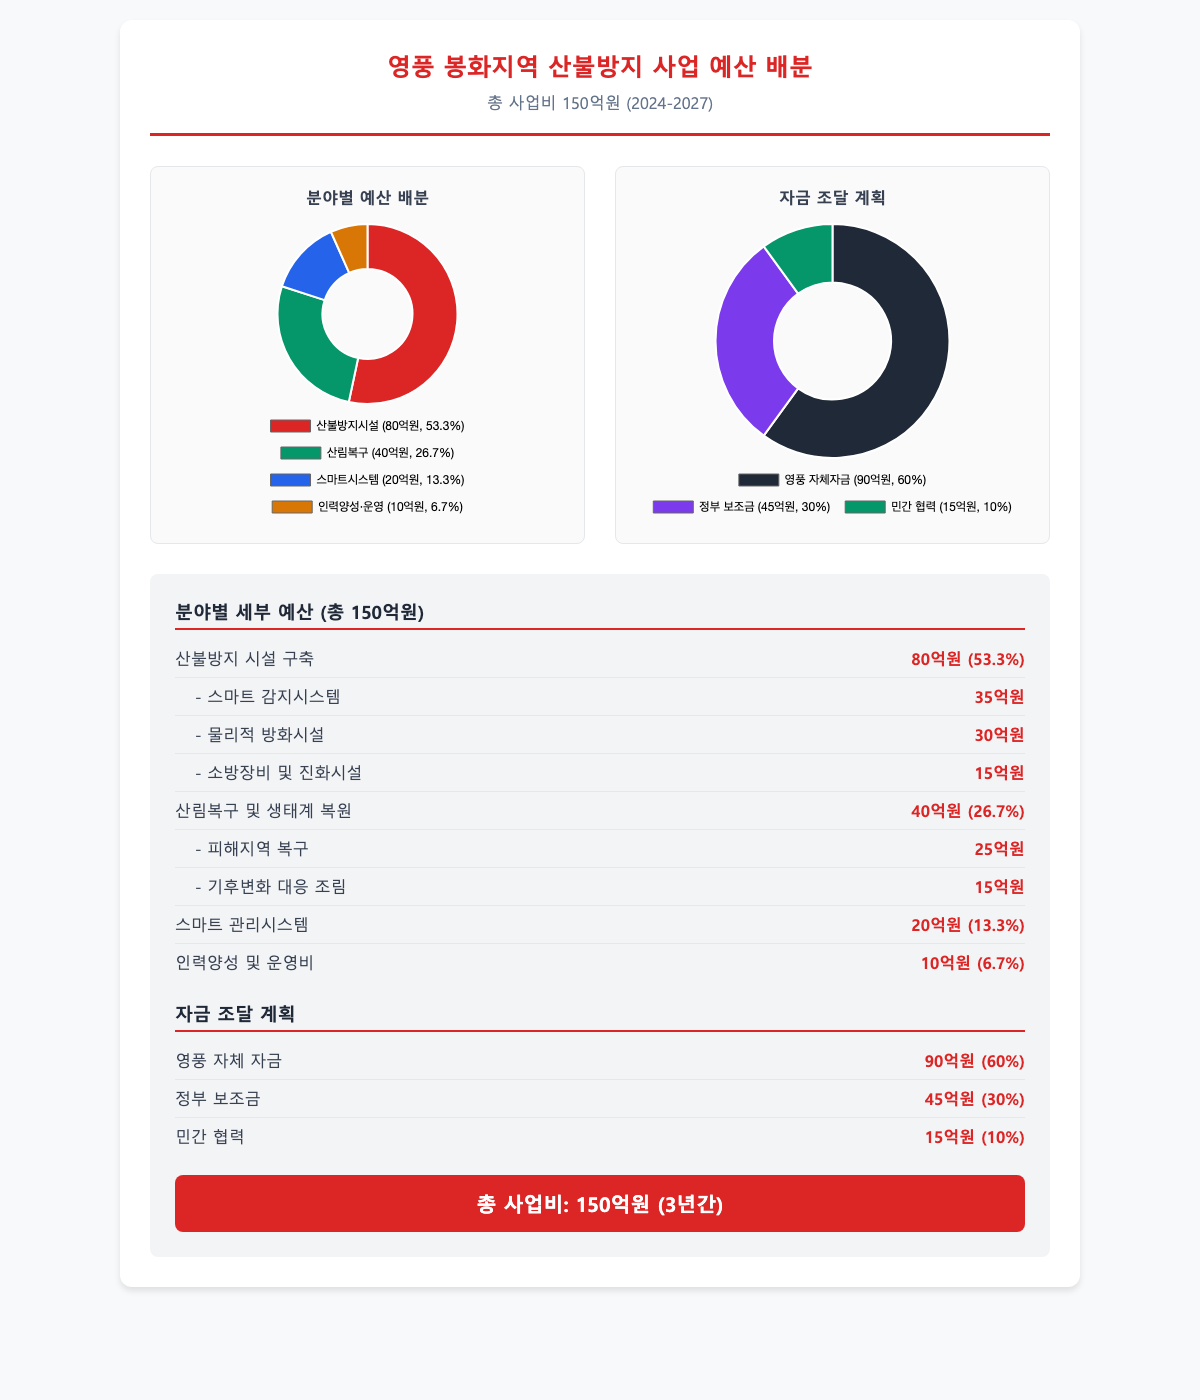 영풍 봉화지역 산불방지 사업 예산 배분
총 사업비 150억원 (2024-2027)
분야별 예산 배분
산불방지시설 (80억원, 53.3%)
산림복구 (40억원, 26.7%)
스마트시스템 (20억원, 13.3%)
인력양성·운영 (10억원, 6.7%)
자금 조달 계획
영풍 자체자금 (90억원, 60%)
정부 보조금 (45억원, 30%) 민간 협력 (15억원, 10%)
분야별 세부 예산 (총 150억원)
산불방지 시설 구축 80억원 (53.3%)
- 스마트 감지시스템 35억원
- 물리적 방화시설 30억원
- 소방장비 및 진화시설 15억원
산림복구 및 생태계 복원 40억원 (26.7%)
- 피해지역 복구 25억원
- 기후변화 대응 조림 15억원
스마트 관리시스템 20억원 (13.3%)
인력양성 및 운영비 10억원 (6.7%)
자금 조달 계획
영풍 자체 자금 90억원 (60%)
정부 보조금 45억원 (30%)
민간 협력 15억원 (10%)
총 사업비: 150억원 (3년간)